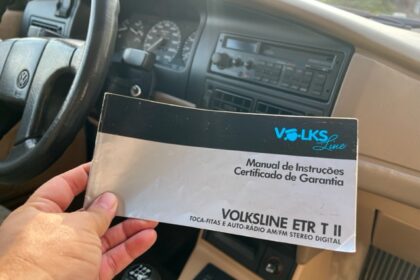 VOLKS
Line
Manual de Instruções
Certificado de Garantia
VOLKSLINE ETR T II
TOCA-FITAS E AUTO-RÁDIO AM/FM STEREO DIGITAL